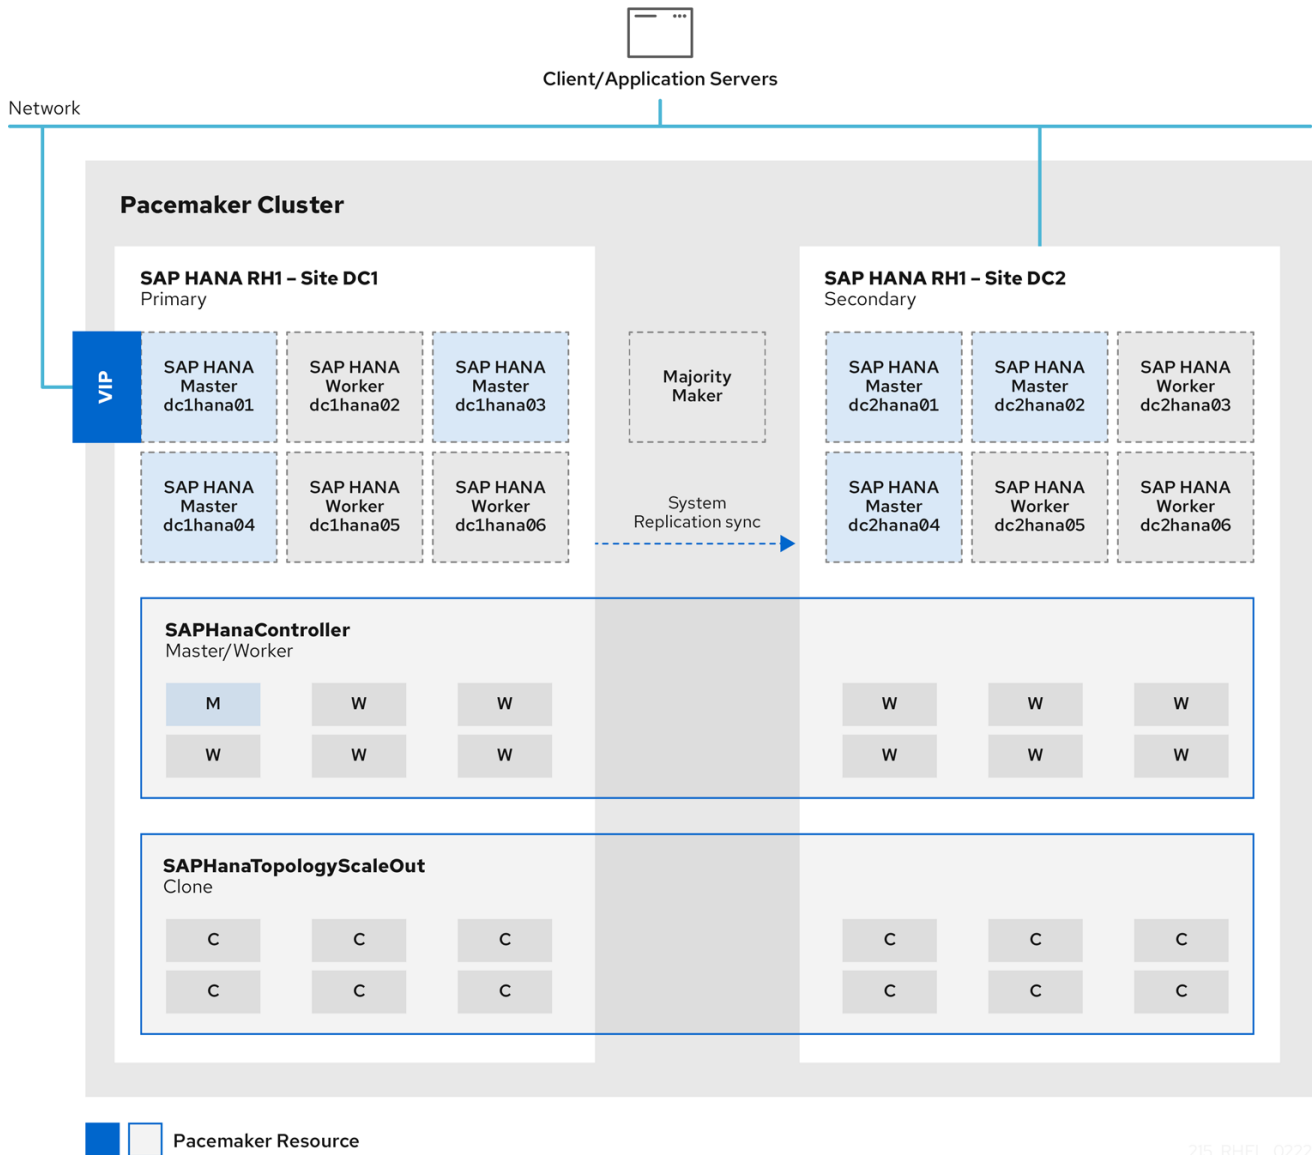 Client/Application Servers
Network
Pacemaker Cluster
SAP HANA RH1 – Site DC1
Primary
SAP HANA RH1 – Site DC2
Secondary
VIP
SAP HANA
Master
dc1hana01
SAP HANA
Worker
dc1hana02
SAP HANA
Master
dc1hana03
Majority
Maker
SAP HANA
Master
dc2hana01
SAP HANA
Master
dc2hana02
SAP HANA
Worker
dc2hana03
SAP HANA
Master
dc1hana04
SAP HANA
Worker
dc1hana05
SAP HANA
Worker
dc1hana06
System
Replication sync
SAP HANA
Master
dc2hana04
SAP HANA
Worker
dc2hana05
SAP HANA
Worker
dc2hana06
SAPHanaController
Master/Worker
M W W W W W
W W W W W W
SAPHanaTopologyScaleOut
Clone
C C C C C C
C C C C C C
Pacemaker Resource
215_RHEL_0222